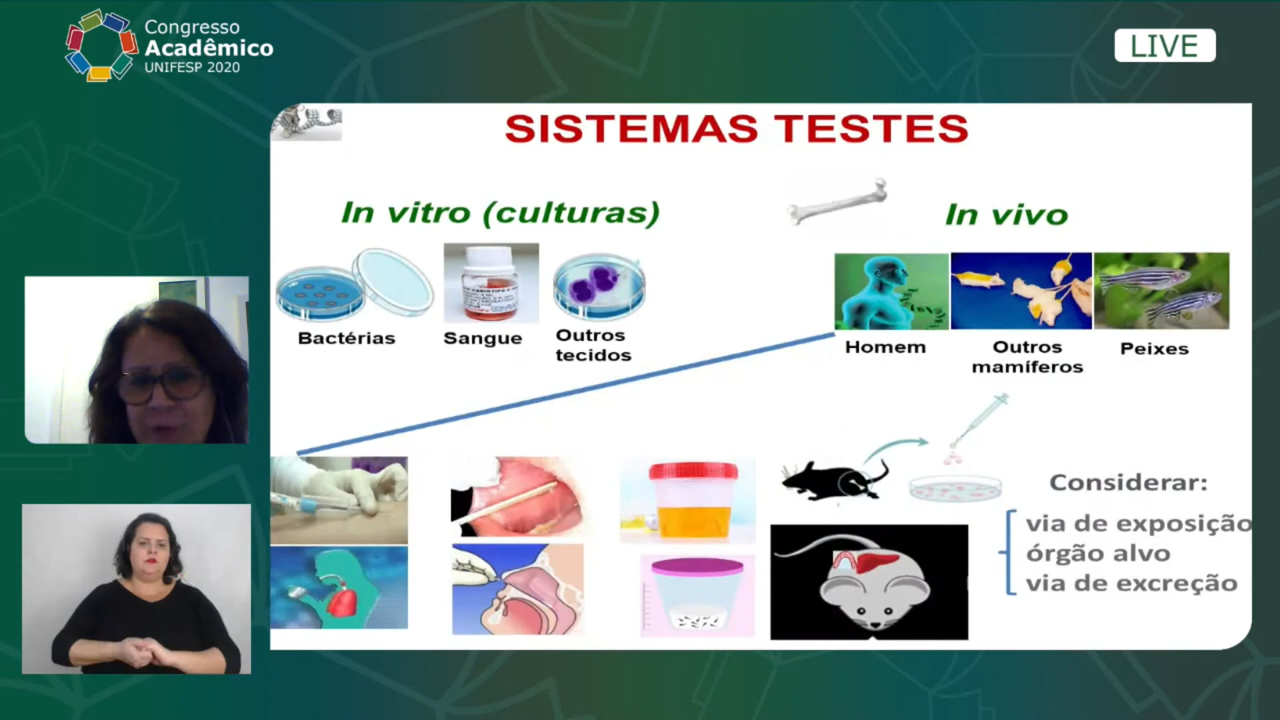 Congresso
Acadêmico
UNIFESP 2020
LIVE
SISTEMAS TESTES
In vitro (culturas)
In vivo
Bactérias
Sangue
Outros
tecidos
Homem
Outros
mamíferos
Peixes
Considerar:
via de exposição
órgão alvo
via de excreção